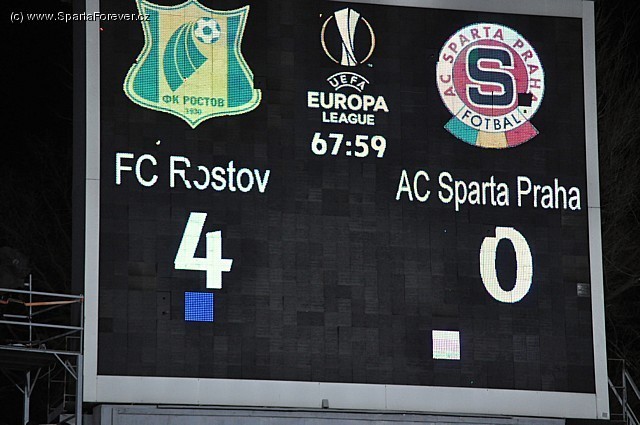 (c) www.SpartaForever.cz
ФК РОСТОВ
1930
UEFA
EUROPA
LEAGUE
67:59
AC SPARTA PRAHA
S
FOTBAL
FC Rostov
AC Sparta Praha
4
0